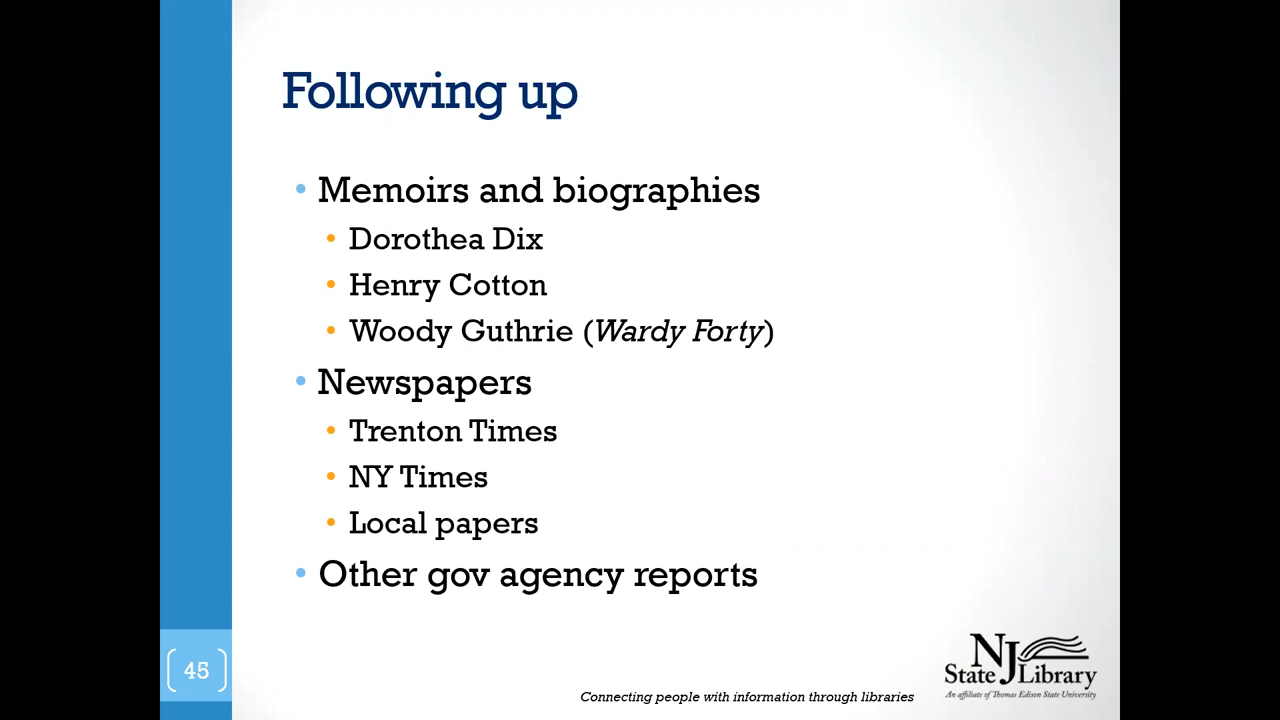 Following up
• Memoirs and biographies
• Dorothea Dix
• Henry Cotton
• Woody Guthrie (Wardy Forty)
• Newspapers
• Trenton Times
• NY Times
• Local papers
• Other gov agency reports
45
Connecting people with information through libraries
NJ
State Library
An affiliate of Thomas Edison State University